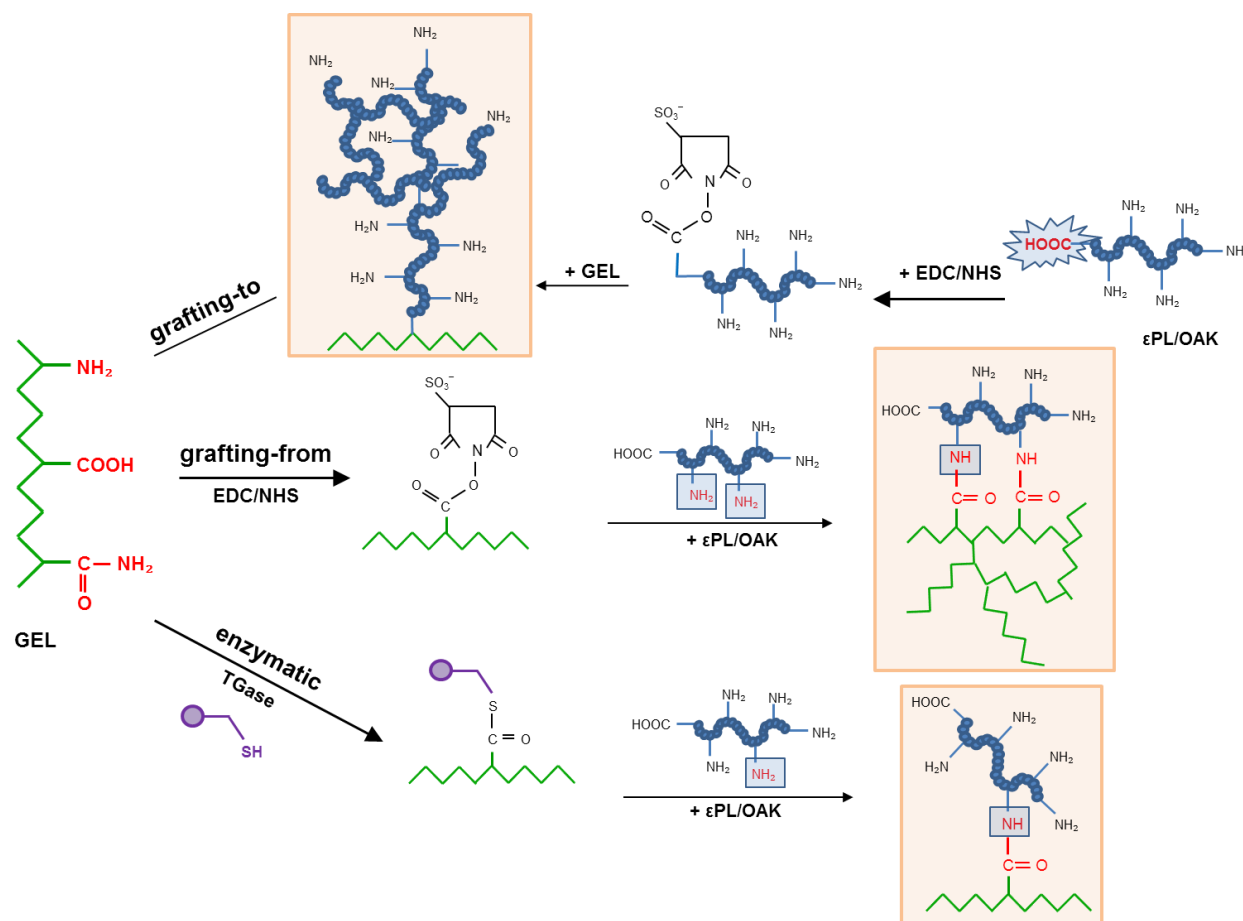 NH₂
NH₂
NH₂
NH₂
NH₂
H₂N
NH₂
H₂N
NH₂
grafting-to
+ GEL
SO₃⁻
O
N
O
O
O
C
NH₂
NH₂
NH₂
NH₂
NH₂
+ EDC/NHS
HOOC
NH₂
NH₂
NH
NH₂
NH₂
εPL/OAK
NH₂
COOH
C–NH₂
O
GEL
grafting-from
EDC/NHS
SO₃⁻
O
N
O
O
O
C
HOOC
NH₂
NH₂
NH₂
NH₂
NH₂
+ εPL/OAK
HOOC
NH₂
NH₂
NH₂
NH
NH
C=O
C=O
enzymatic
TGase
SH
S
C=O
HOOC
NH₂
NH₂
NH₂
NH₂
NH₂
+ εPL/OAK
HOOC
NH₂
H₂N
NH₂
NH₂
NH
C=O